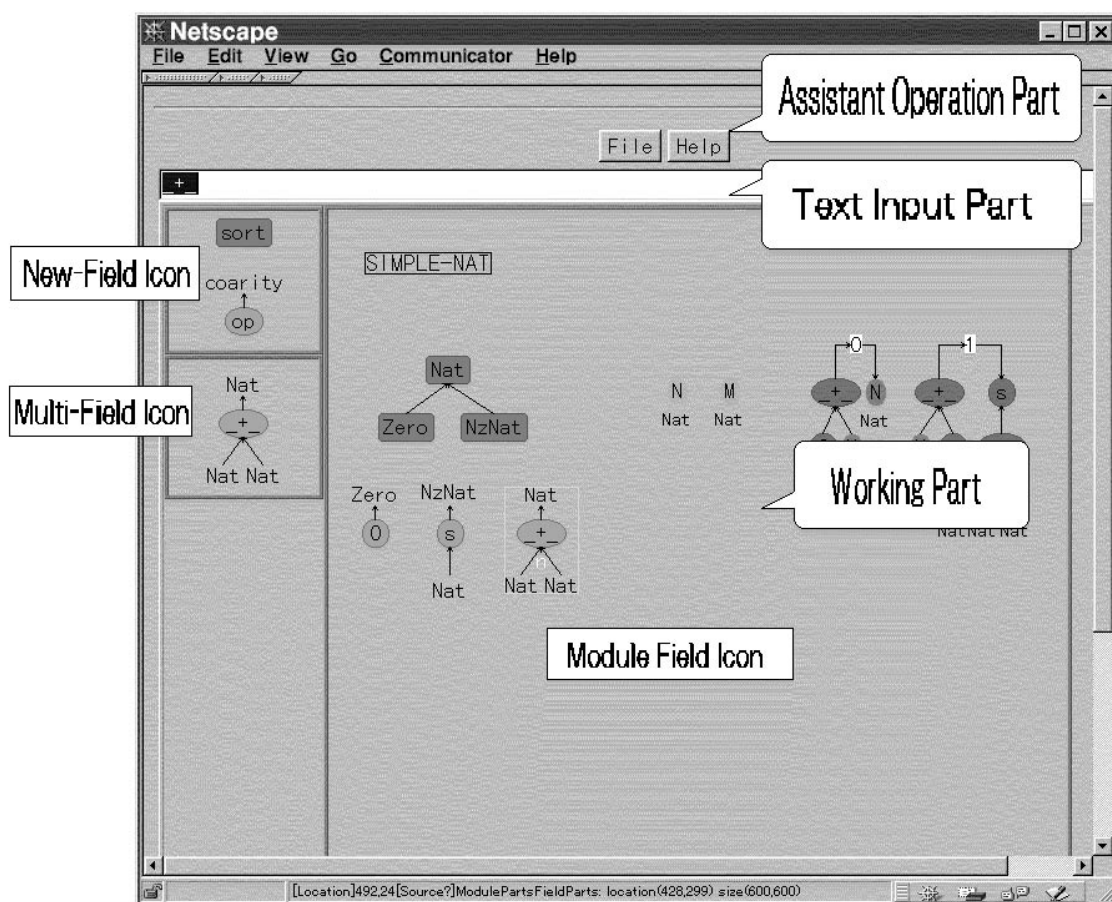 Netscape
File Edit View Go Communicator Help
Assistant Operation Part
File Help
_+_
Text Input Part
sort
New-Field Icon
coarity
op
SIMPLE-NAT
Multi-Field Icon
Nat
_+_
Nat Nat
Nat
Zero NzNat
N M
Nat Nat
0 1
_+_ N _+_ s
Nat
Working Part
Nat Nat Nat
Zero NzNat Nat
0 s _+_
n
Nat Nat Nat
Module Field Icon
[Location]492,24[Source?]ModulePartsFieldParts: location(428,299) size(600,600)